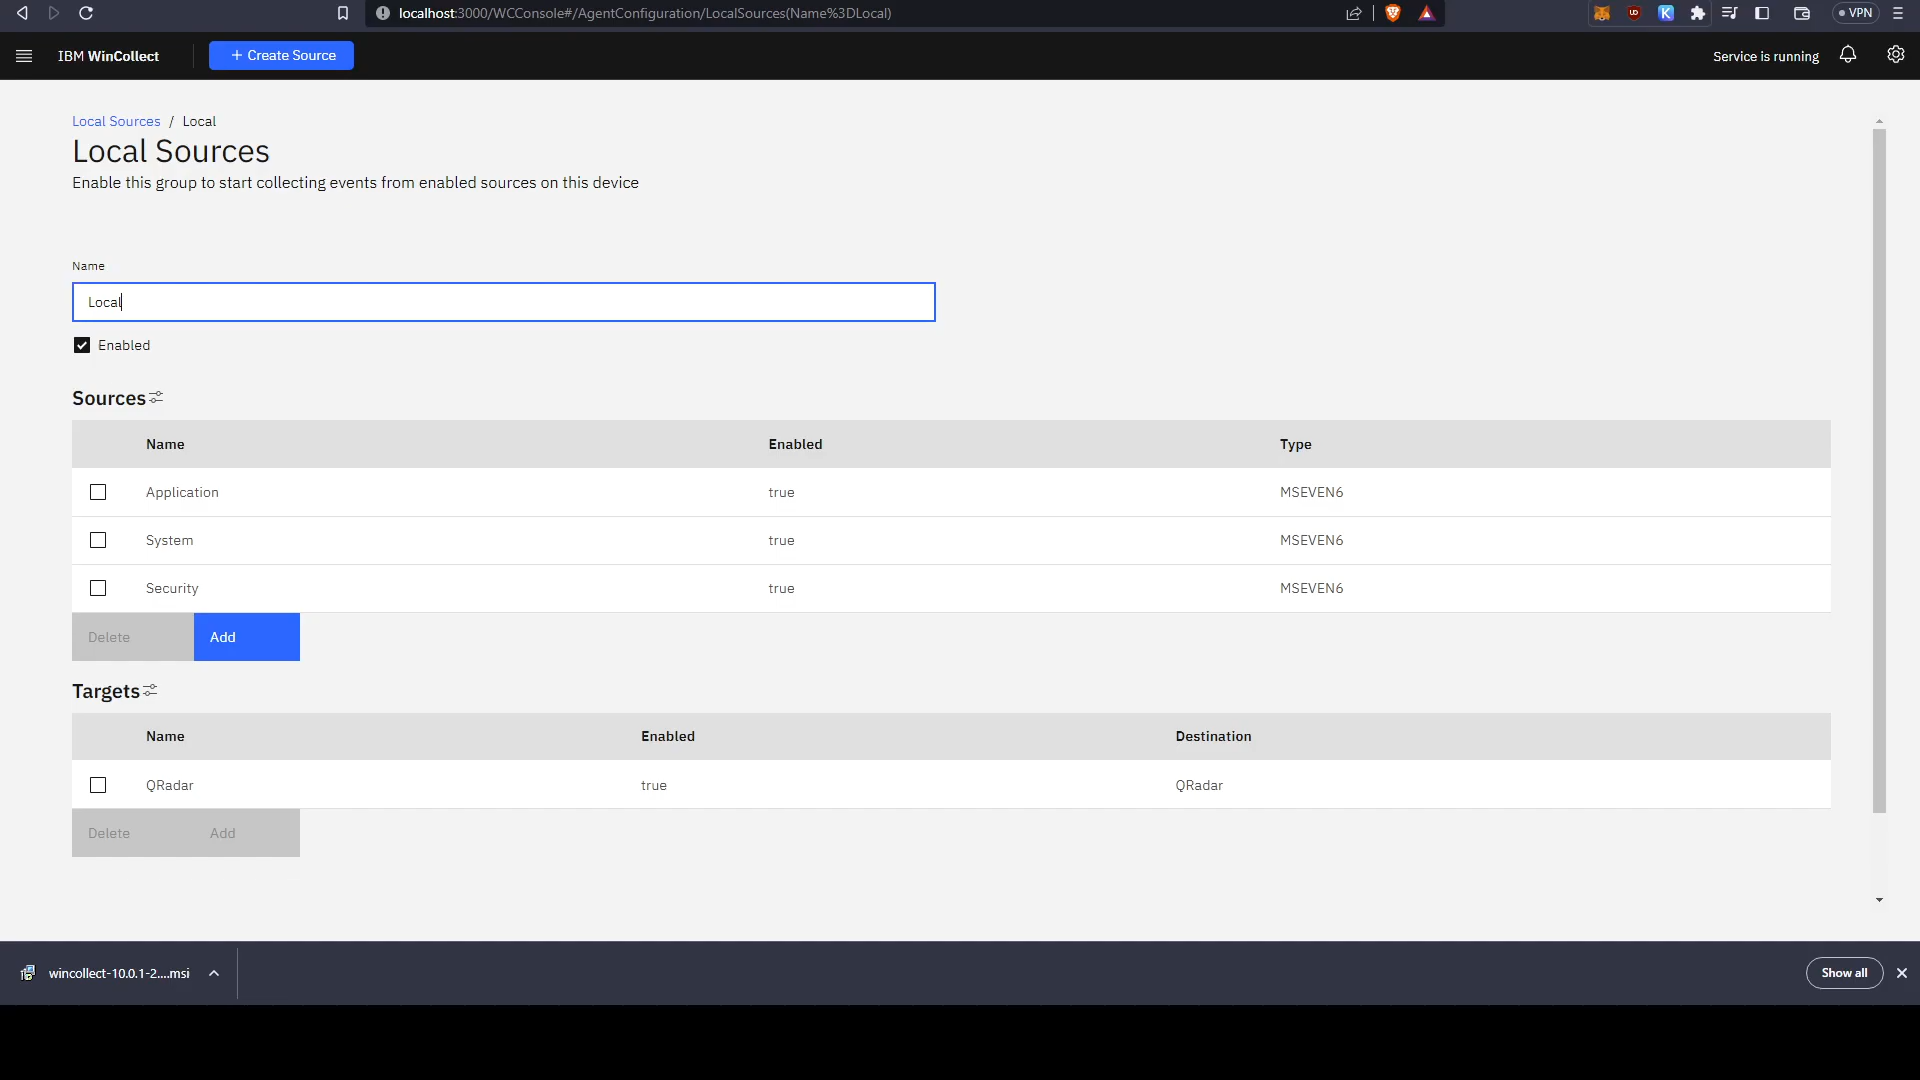 localhost:3000/WCConsole#/AgentConfiguration/LocalSources(Name%3DLocal)
VPN
IBM WinCollect
+ Create Source
Service is running
Local Sources / Local
Local Sources
Enable this group to start collecting events from enabled sources on this device
Name
Local
Enabled
Sources
Name Enabled Type
Application true MSEVEN6
System true MSEVEN6
Security true MSEVEN6
Delete Add
Targets
Name Enabled Destination
QRadar true QRadar
Delete Add
wincollect-10.0.1-2....msi
Show all